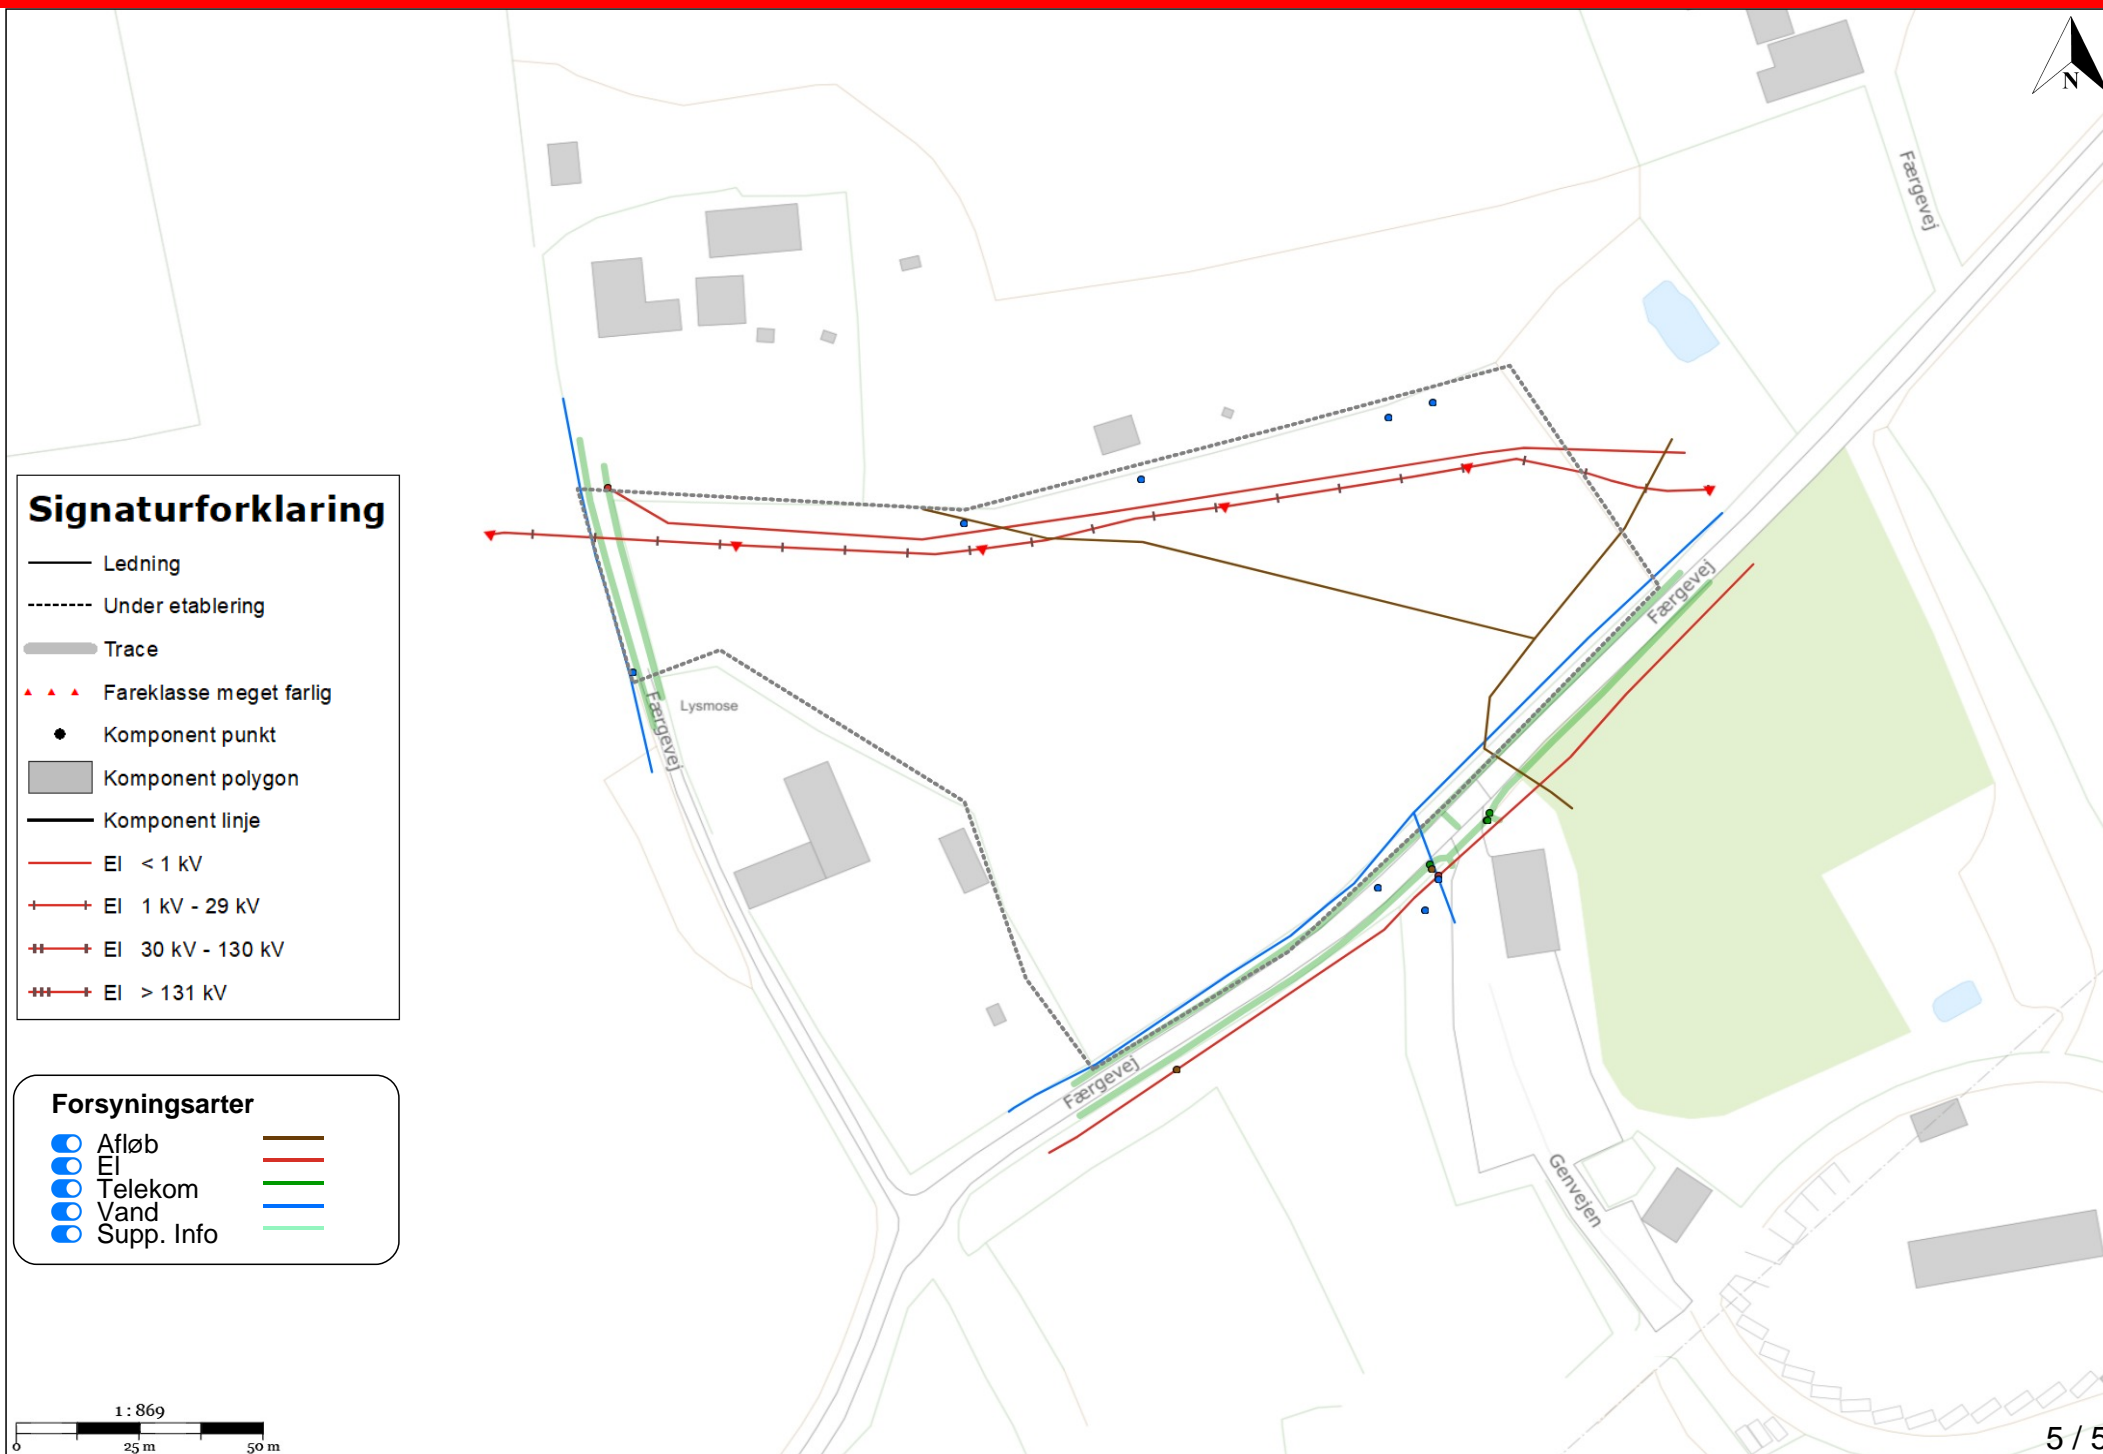 N
Færgevej
Signaturforklaring
Ledning
Under etablering
Trace
Fareklasse meget farlig
Komponent punkt
Komponent polygon
Komponent linje
El < 1 kV
El 1 kV - 29 kV
El 30 kV - 130 kV
El > 131 kV
Færgevej
Lysmose
Færgevej
Færgevej
Genvejen
Forsyningsarter
Afløb
El
Telekom
Vand
Supp. Info
1 : 869
0 25 m 50 m
5 / 5